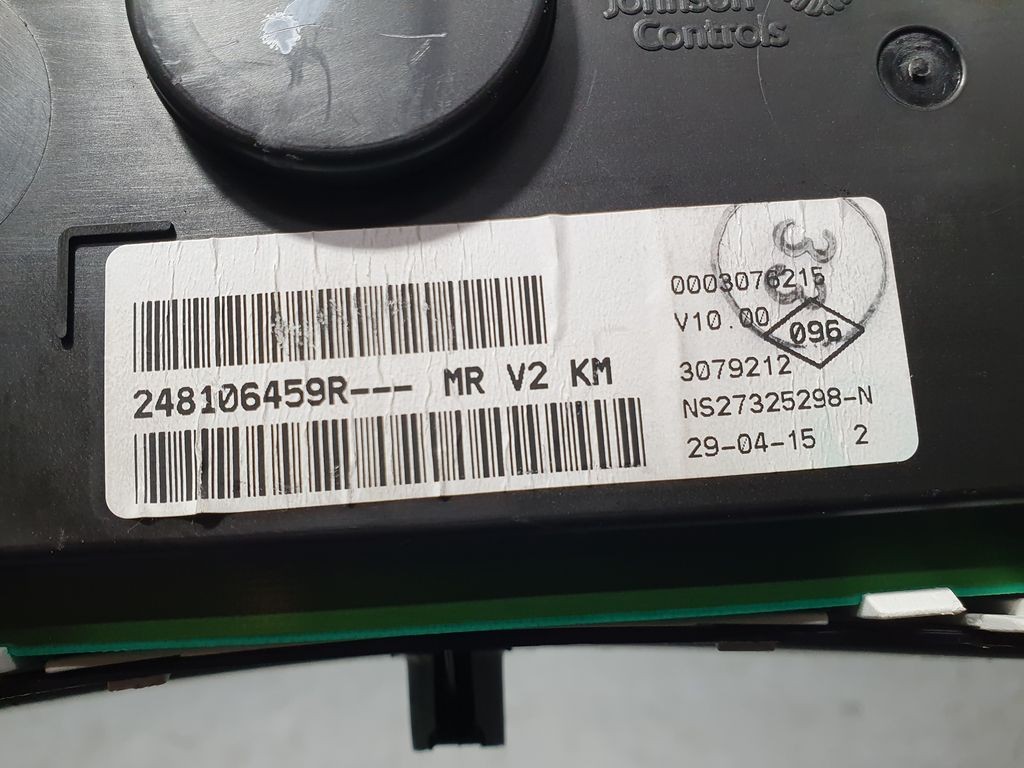 Johnson
Controls
248106459R--- MR V2 KM
0003076215
V10.00
096
3079212
NS27325298-N
29-04-15 2